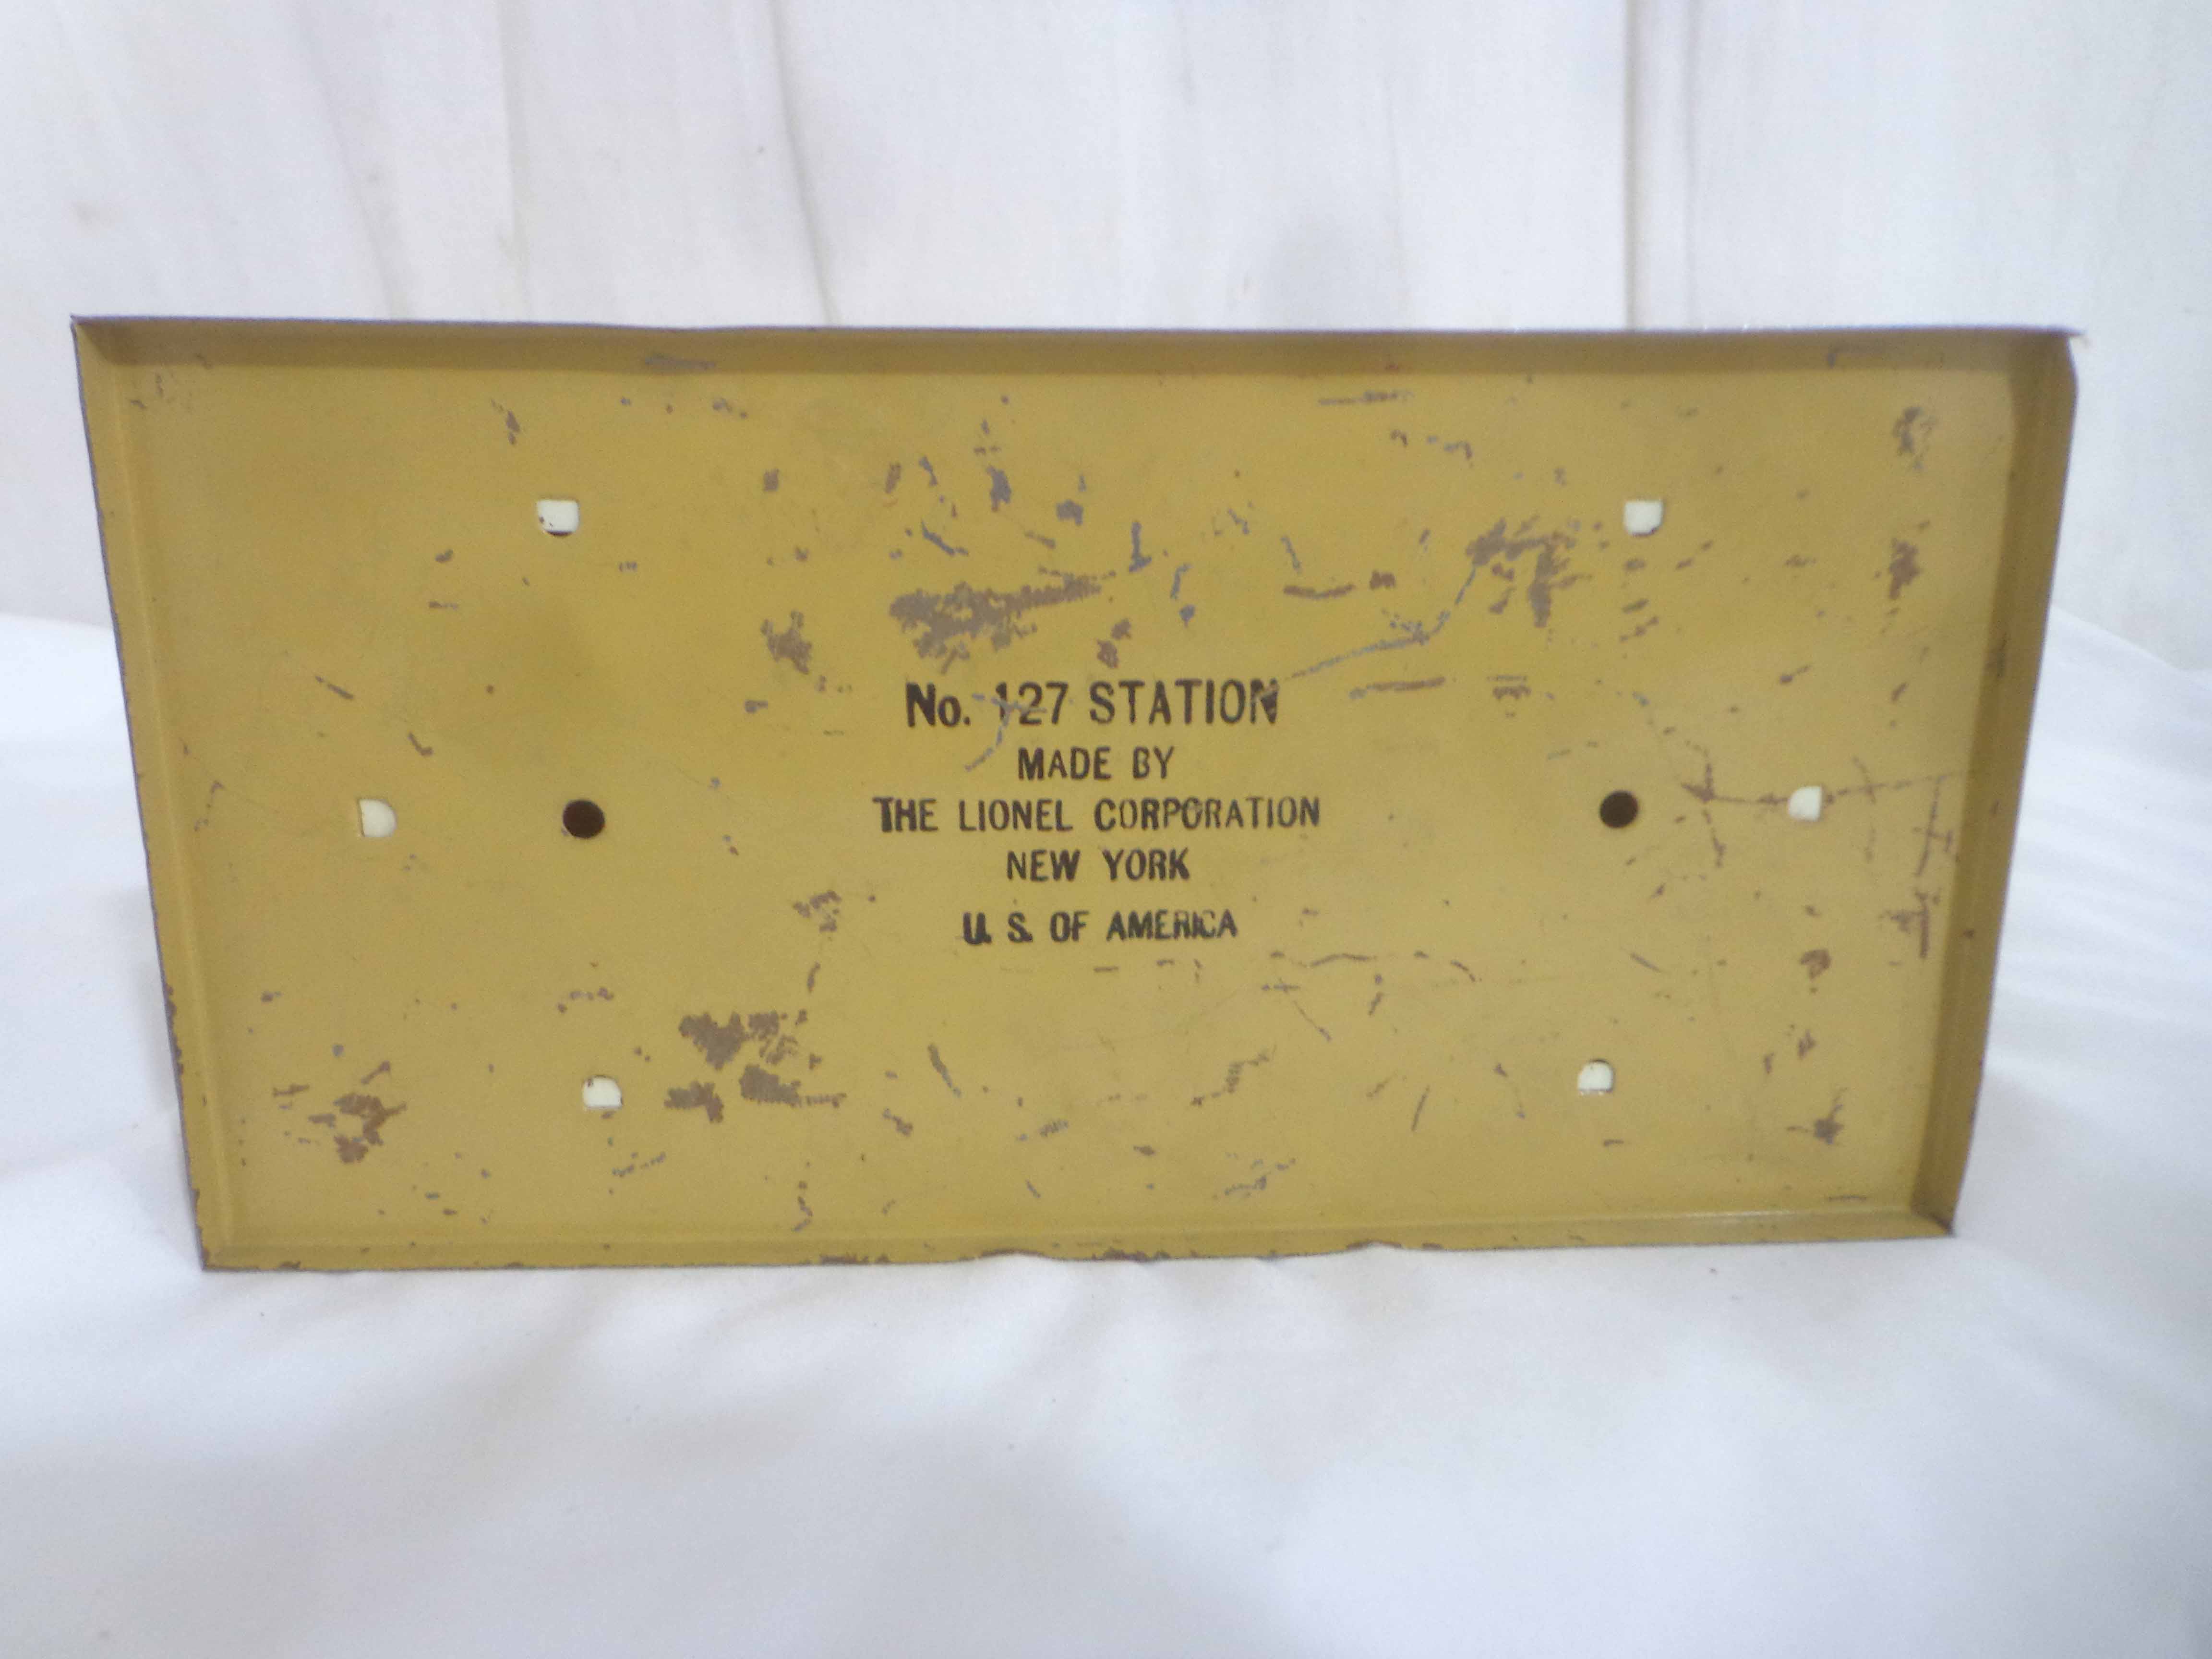 No. 127 STATION
MADE BY
THE LIONEL CORPORATION
NEW YORK
U. S. OF AMERICA